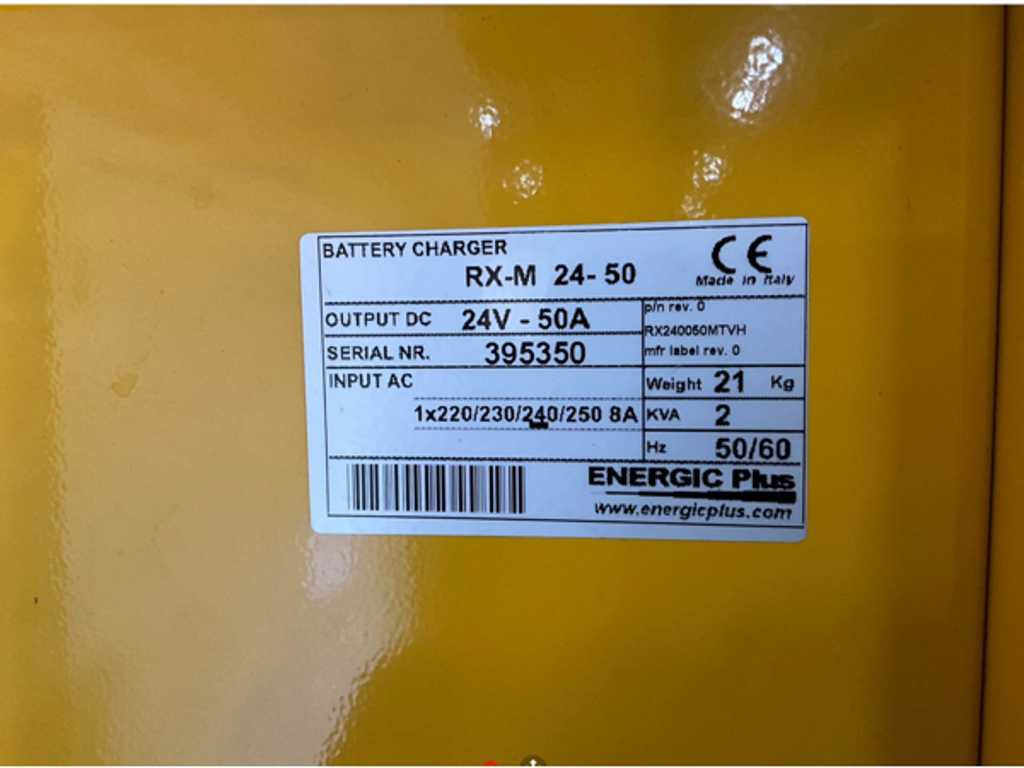 BATTERY CHARGER
RX-M 24-50
CE
Made in Italy
OUTPUT DC 24V - 50A
p/n rev. 0
RX240050MTVH
mfr label rev. 0
SERIAL NR. 395350
INPUT AC
1x220/230/240/250 8A
Weight 21 Kg
KVA 2
Hz 50/60
ENERGIC Plus
www.energicplus.com